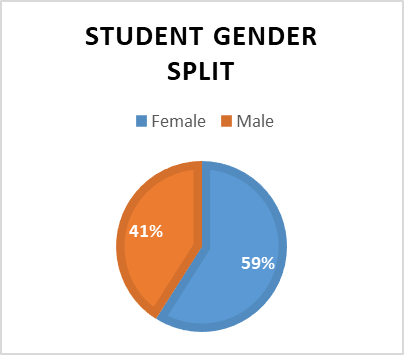 STUDENT GENDER
SPLIT
Female Male
41%
59%